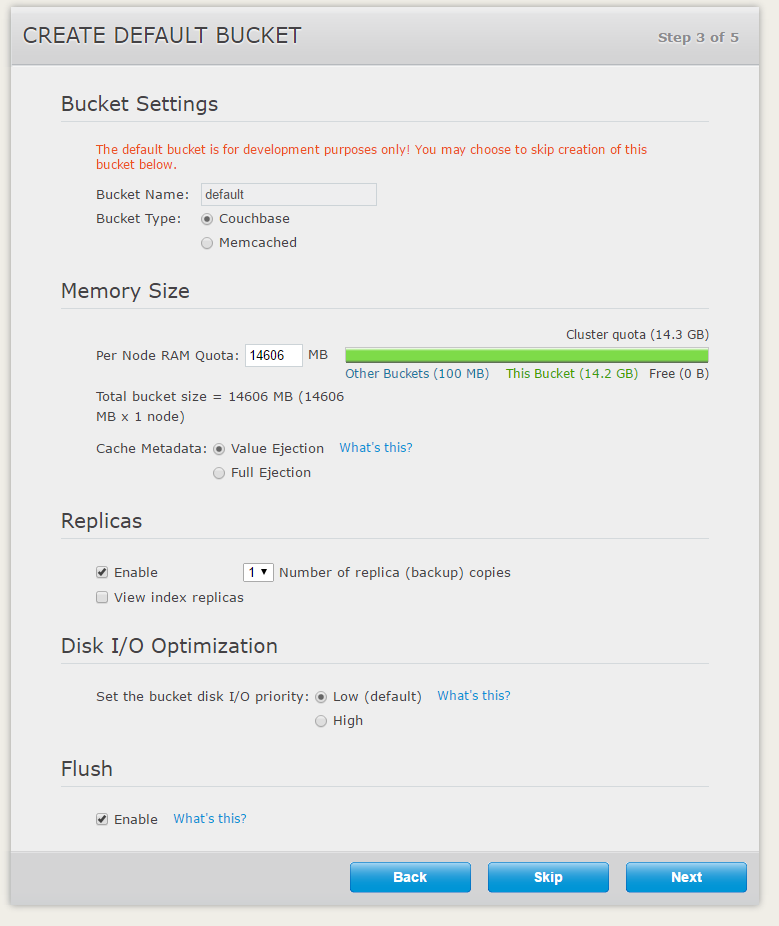 CREATE DEFAULT BUCKET
Step 3 of 5
Bucket Settings
The default bucket is for development purposes only! You may choose to skip creation of this
bucket below.
Bucket Name: default
Bucket Type: Couchbase
Memcached
Memory Size
Cluster quota (14.3 GB)
Per Node RAM Quota: 14606 MB
Other Buckets (100 MB) This Bucket (14.2 GB) Free (0 B)
Total bucket size = 14606 MB (14606
MB x 1 node)
Cache Metadata: Value Ejection What's this?
Full Ejection
Replicas
Enable 1 Number of replica (backup) copies
View index replicas
Disk I/O Optimization
Set the bucket disk I/O priority: Low (default) What's this?
High
Flush
Enable What's this?
Back Skip Next